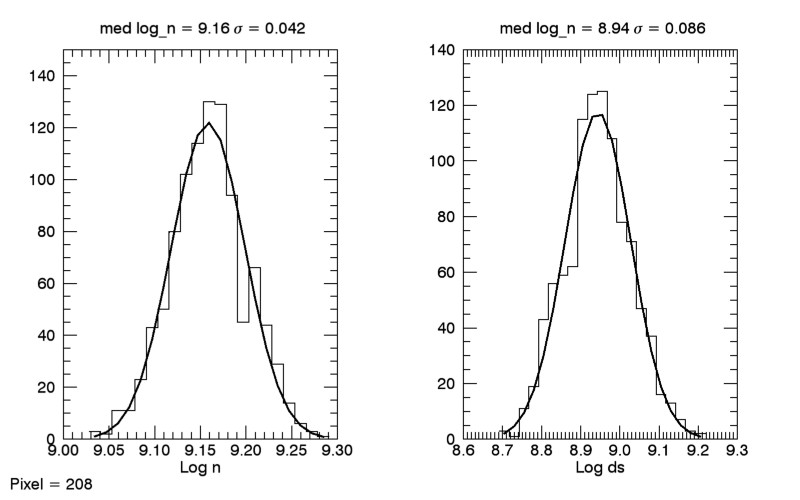 med log_n = 9.16 σ = 0.042
140
120
100
80
60
40
20
0
9.00 9.05 9.10 9.15 9.20 9.25 9.30
Log n
med log_n = 8.94 σ = 0.086
140
120
100
80
60
40
20
0
8.6 8.7 8.8 8.9 9.0 9.1 9.2 9.3
Log ds
Pixel = 208